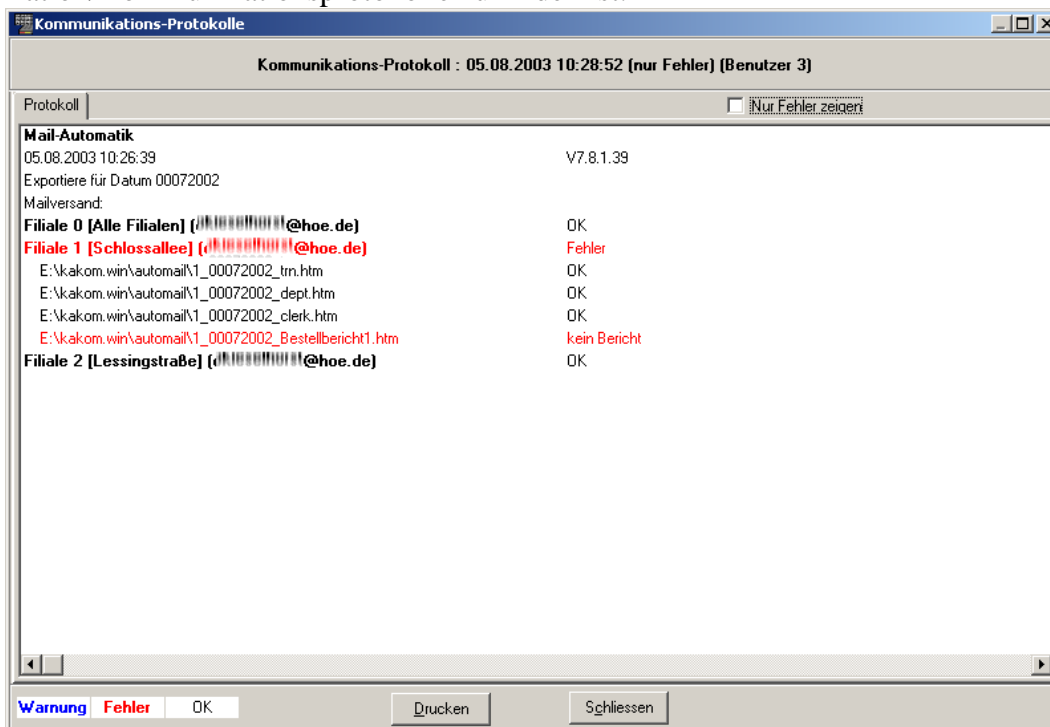 Kommunikations-Protokolle
Kommunikations-Protokoll : 05.08.2003 10:28:52 (nur Fehler) (Benutzer 3)
Protokoll
Nur Fehler zeigen
Mail-Automatik
05.08.2003 10:26:39 V7.8.1.39
Exportiere für Datum 00072002
Mailversand:
Filiale 0 [Alle Filialen] ( @hoe.de) OK
Filiale 1 [Schlossallee] ( @hoe.de) Fehler
E:\kakom.win\automail\1_00072002_trn.htm OK
E:\kakom.win\automail\1_00072002_dept.htm OK
E:\kakom.win\automail\1_00072002_clerk.htm OK
E:\kakom.win\automail\1_00072002_Bestellbericht1.htm kein Bericht
Filiale 2 [Lessingstraße] ( @hoe.de) OK
Warnung Fehler OK
Drucken
Schliessen